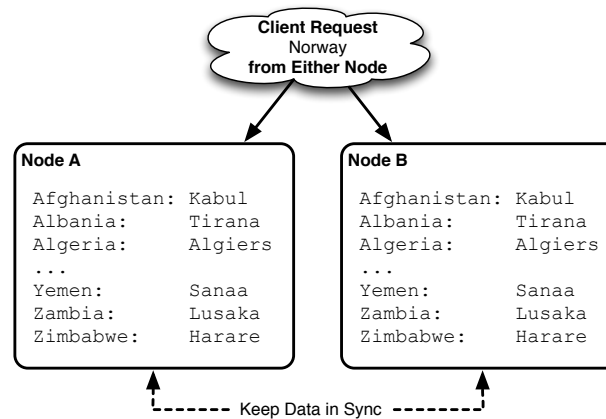 Client Request
Norway
from Either Node
Node A
Afghanistan: Kabul
Albania: Tirana
Algeria: Algiers
...
Yemen: Sanaa
Zambia: Lusaka
Zimbabwe: Harare
Node B
Afghanistan: Kabul
Albania: Tirana
Algeria: Algiers
...
Yemen: Sanaa
Zambia: Lusaka
Zimbabwe: Harare
Keep Data in Sync